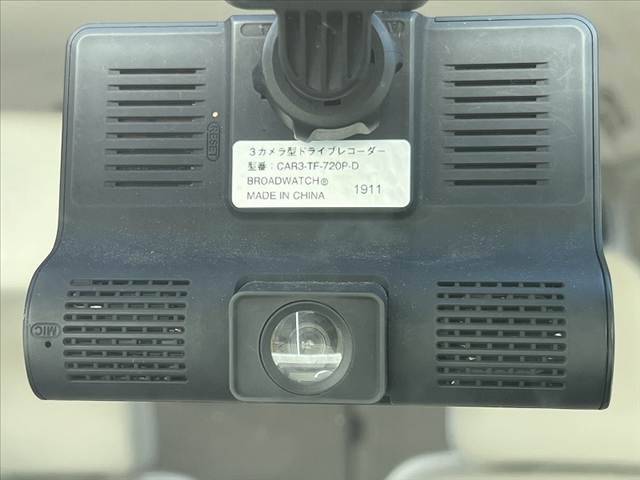 RESET
3カメラ型ドライブレコーダー
型番：CAR3-TF-720P-D
BROADWATCH®
MADE IN CHINA 1911
MIC